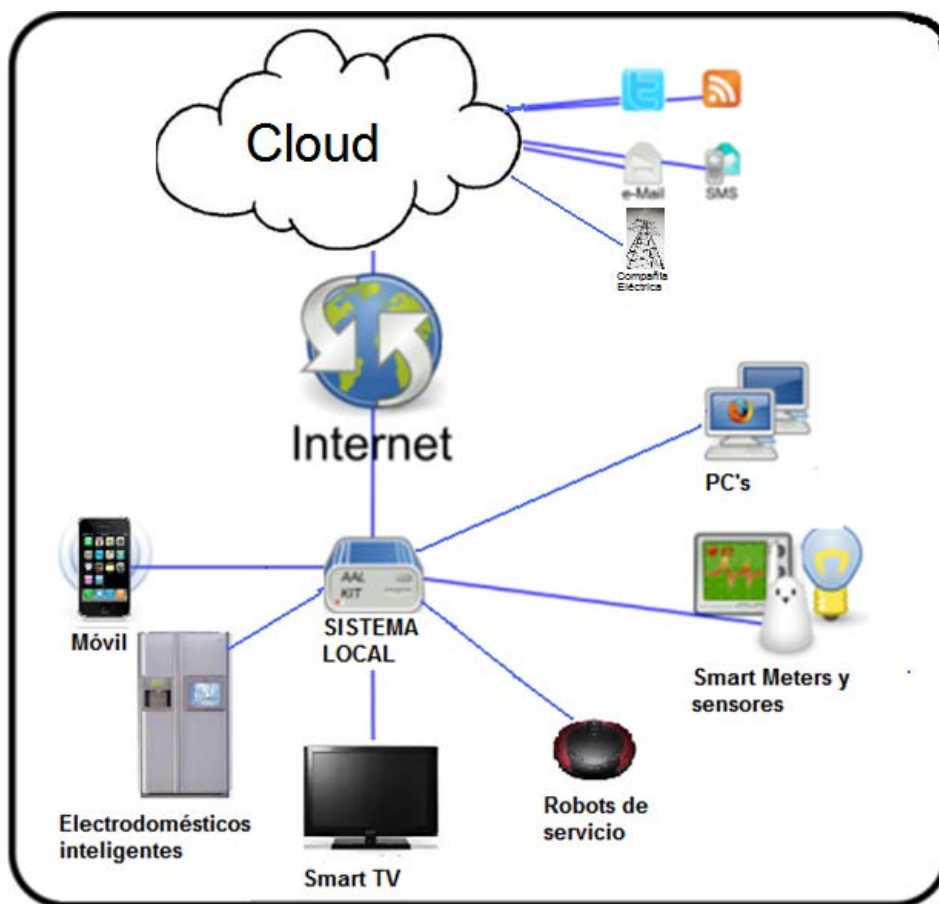 Cloud
e-Mail
SMS
Compañía
Eléctrica
Internet
PC's
AAL
KIT
Móvil
SISTEMA
LOCAL
Smart Meters y
sensores
Electrodomésticos
inteligentes
Robots de
servicio
Smart TV